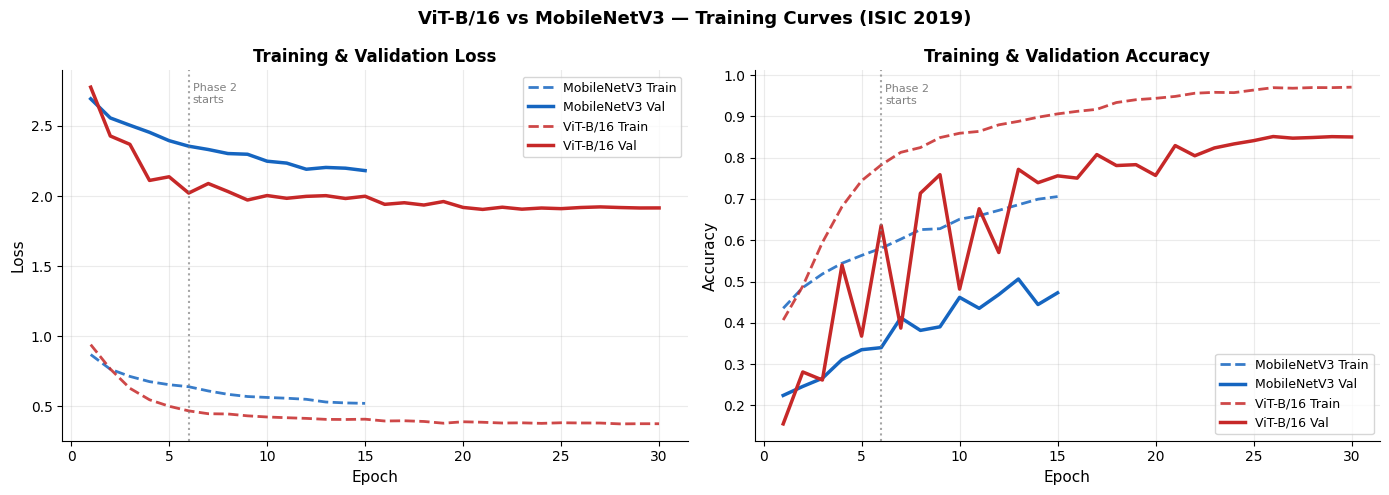 ViT-B/16 vs MobileNetV3 — Training Curves (ISIC 2019)
Training & Validation Loss
Loss
2.5
2.0
1.5
1.0
0.5
Phase 2
starts
MobileNetV3 Train
MobileNetV3 Val
ViT-B/16 Train
ViT-B/16 Val
0 5 10 15 20 25 30
Epoch
Training & Validation Accuracy
Accuracy
1.0
0.9
0.8
0.7
0.6
0.5
0.4
0.3
0.2
Phase 2
starts
MobileNetV3 Train
MobileNetV3 Val
ViT-B/16 Train
ViT-B/16 Val
0 5 10 15 20 25 30
Epoch